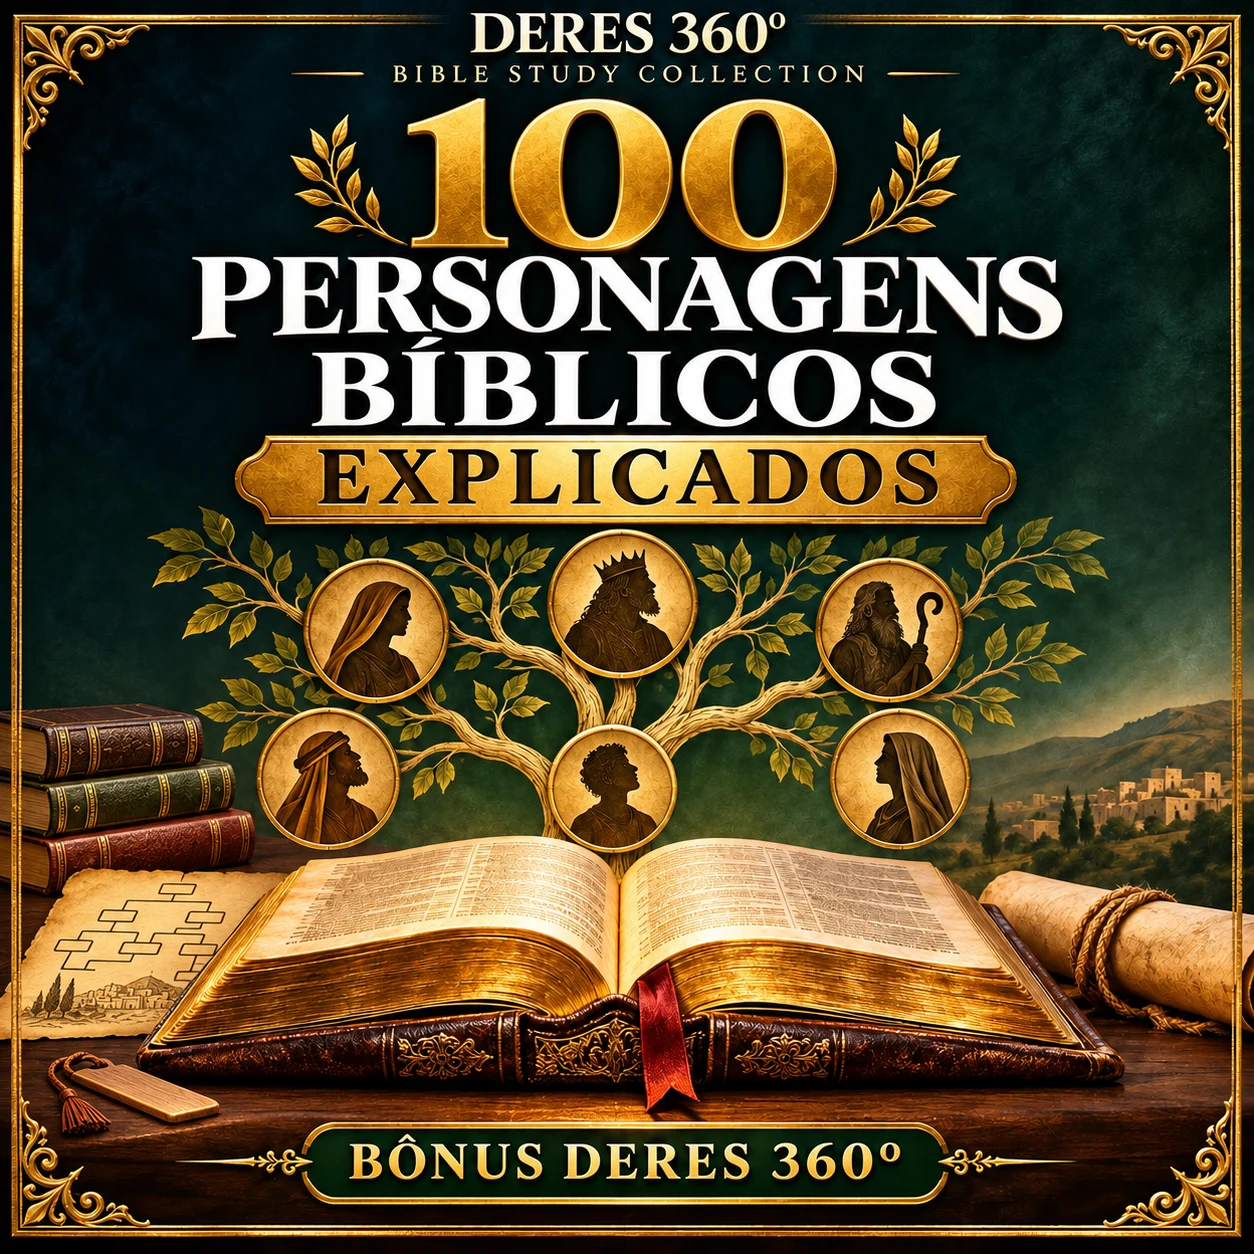 DERES 360º
BIBLE STUDY COLLECTION
100
PERSONAGENS
BÍBLICOS
EXPLICADOS
BÔNUS DERES 360º